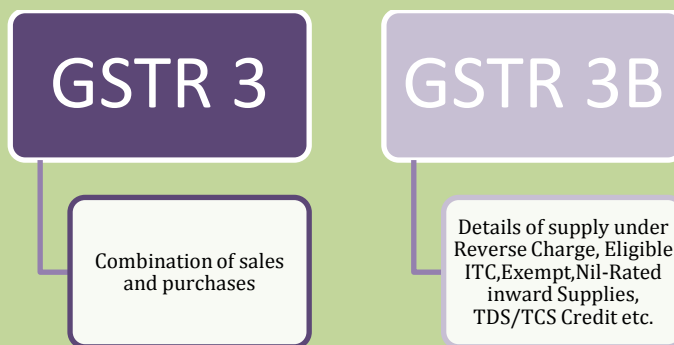 GSTR 3
GSTR 3B
Combination of sales
and purchases
Details of supply under
Reverse Charge, Eligible
ITC,Exempt,Nil-Rated
inward Supplies,
TDS/TCS Credit etc.